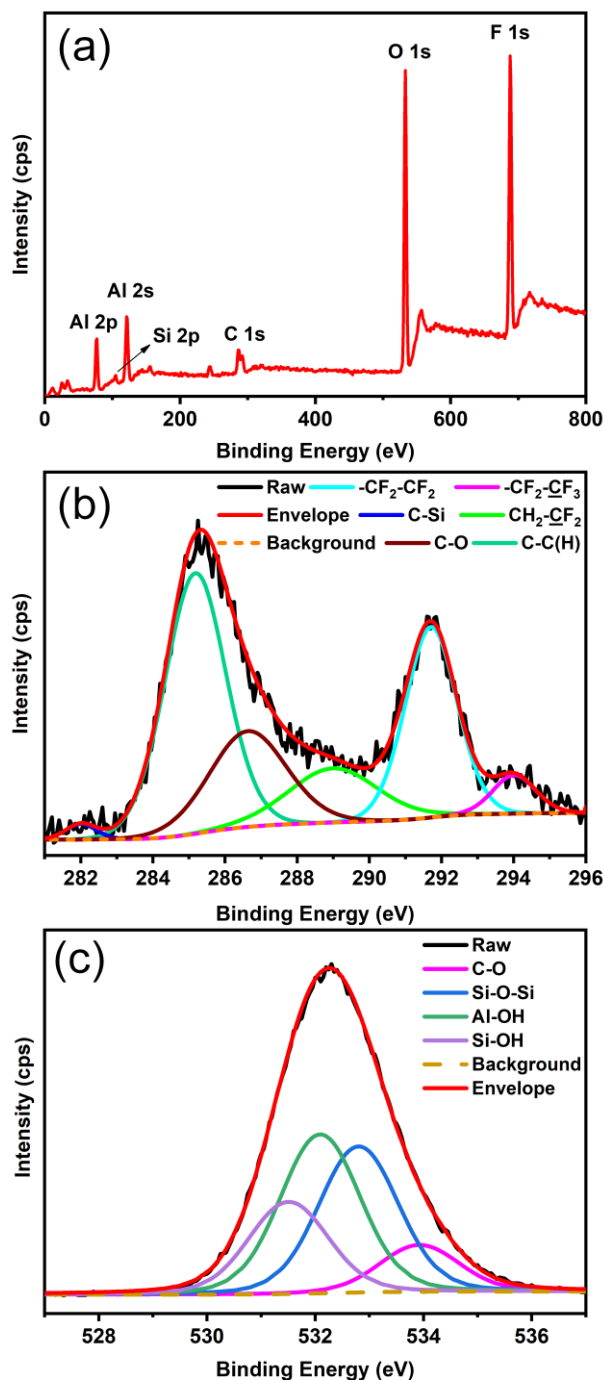 (a)
O 1s
F 1s
Al 2s
Al 2p
Si 2p
C 1s
Intensity (cps)
0 200 400 600 800
Binding Energy (eV)
(b)
Raw -CF₂-CF₂ -CF₂-CF₃
Envelope C-Si CH₂-CF₂
Background C-O C-C(H)
Intensity (cps)
282 284 286 288 290 292 294 296
Binding Energy (eV)
(c)
Raw
C-O
Si-O-Si
Al-OH
Si-OH
Background
Envelope
Intensity (cps)
528 530 532 534 536
Binding Energy (eV)